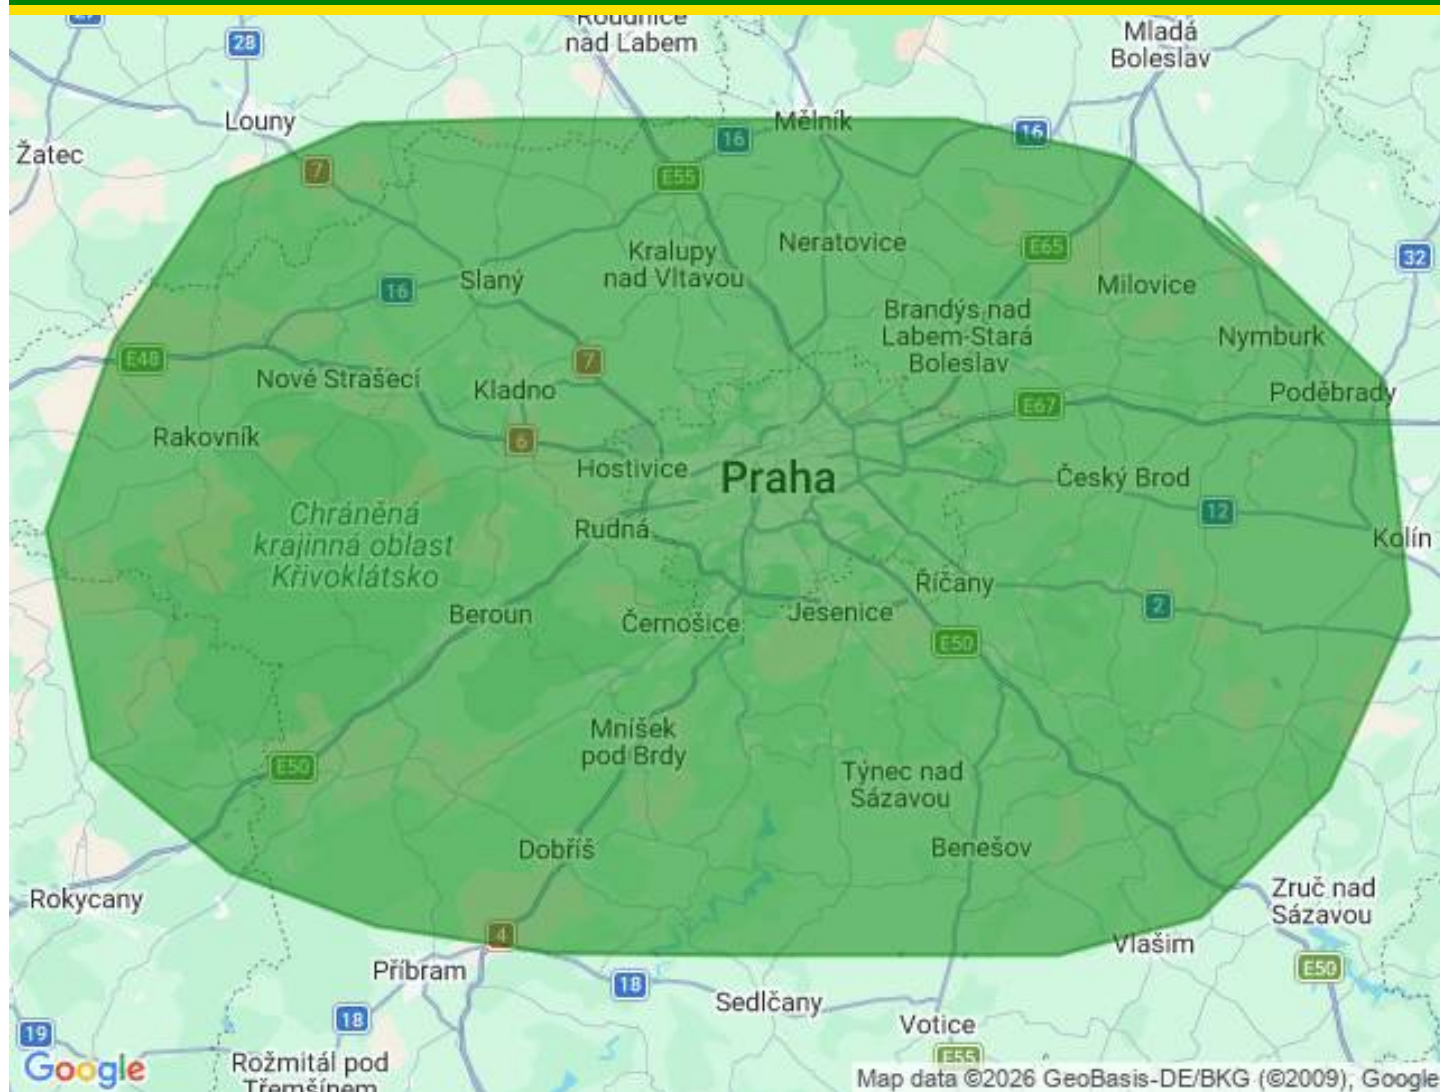 28
Roudnice
nad Labem
Mladá
Boleslav
Louny
Mělník
16
16
Žatec
7
E55
Kralupy
nad Vltavou
Neratovice
E65
32
Slaný
16
Milovice
Brandýs nad
Labem-Stará
Boleslav
Nymburk
E48
7
Nové Strašecí
Kladno
Poděbrady
E67
Rakovník
6
Hostivice
Praha
Český Brod
12
Chráněná
krajinná oblast
Křivoklátsko
Rudná
Kolín
Říčany
2
Beroun
Černošice
Jesenice
E50
Mníšek
pod Brdy
E50
Týnec nad
Sázavou
Dobříš
Benešov
Rokycany
Zruč nad
Sázavou
4
Vlašim
Příbram
E50
18
Sedlčany
18
Votice
19
E55
Google
Rožmitál pod
Třemšínem
Map data ©2026 GeoBasis-DE/BKG (©2009), Google